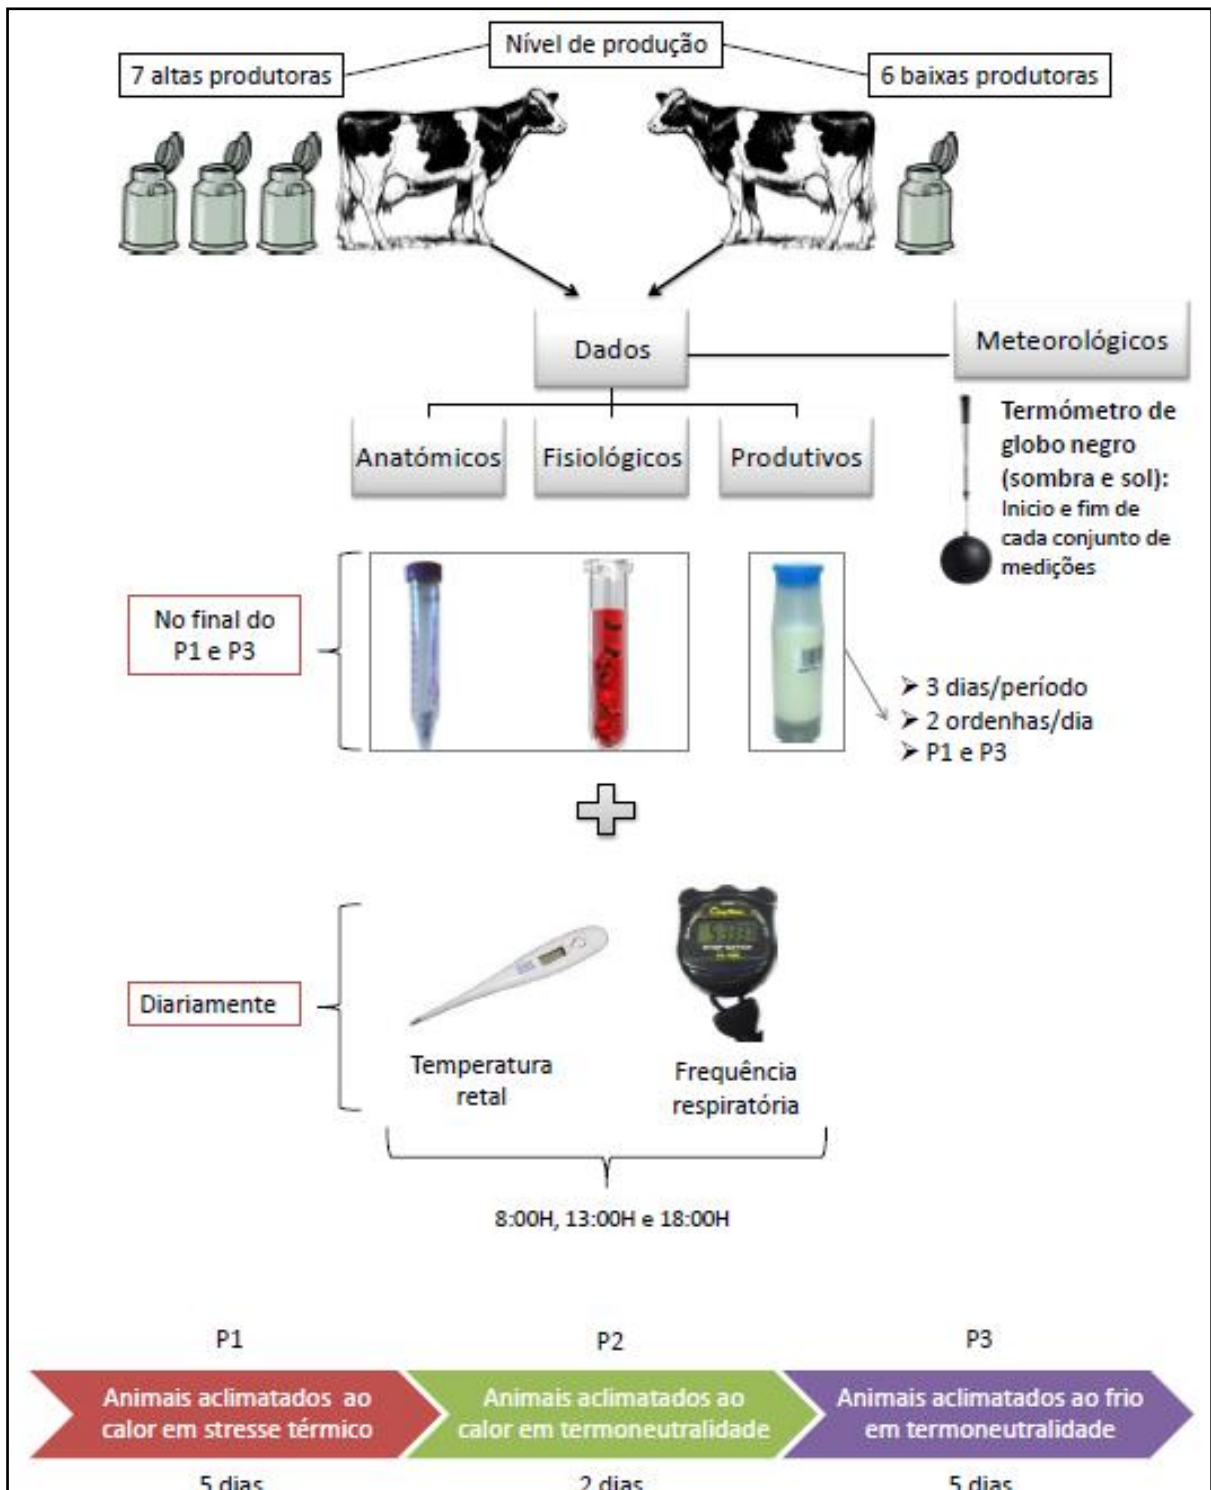 Nível de produção
7 altas produtoras
6 baixas produtoras
Dados
Meteorológicos
Anatómicos
Fisiológicos
Produtivos
Termómetro de
globo negro
(sombra e sol):
Inicio e fim de
cada conjunto de
medições
No final do
P1 e P3
➤ 3 dias/período
➤ 2 ordenhas/dia
➤ P1 e P3
Diariamente
Temperatura
retal
Frequência
respiratória
8:00H, 13:00H e 18:00H
P1
P2
P3
Animais aclimatados ao
calor em stresse térmico
Animais aclimatados ao
calor em termoneutralidade
Animais aclimatados ao frio
em termoneutralidade
5 dias
2 dias
5 dias